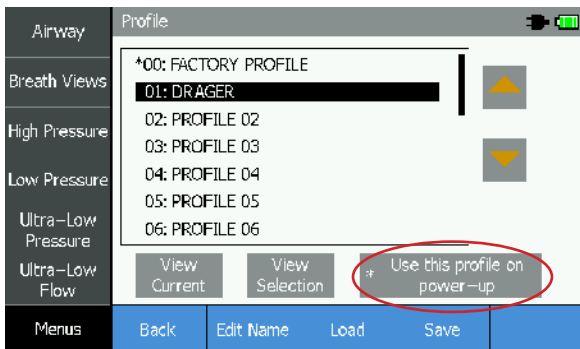 Airway
Breath Views
High Pressure
Low Pressure
Ultra-Low
Pressure
Ultra-Low
Flow
Menus
Profile
*00: FACTORY PROFILE
01: DRAGER
02: PROFILE 02
03: PROFILE 03
04: PROFILE 04
05: PROFILE 05
06: PROFILE 06
View
Current
View
Selection
* Use this profile on
power-up
Back
Edit Name
Load
Save